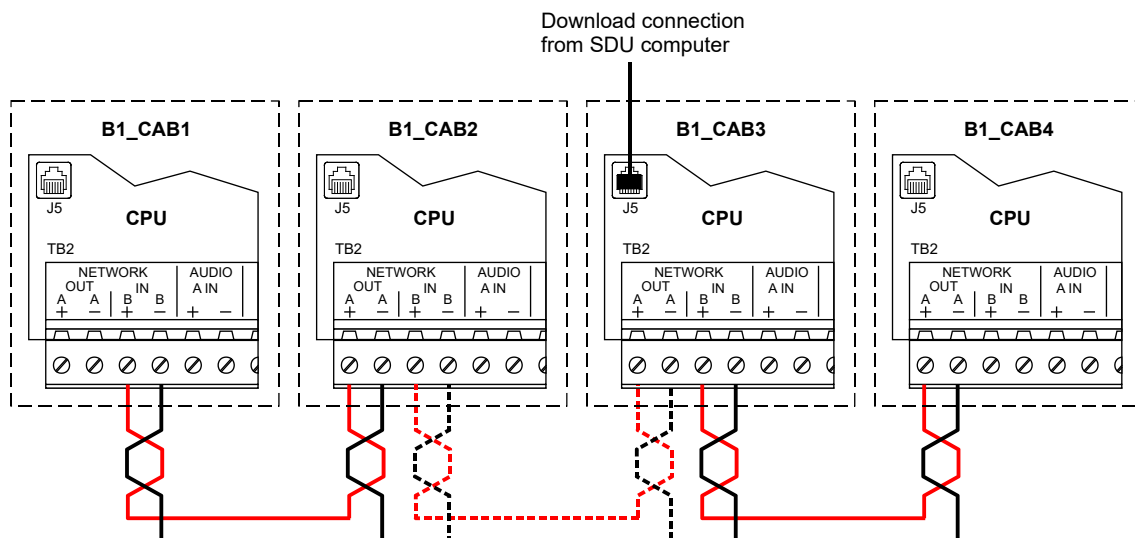 Download connection
from SDU computer
B1_CAB1
J5
CPU
TB2
NETWORK AUDIO
OUT IN A IN
A A B B
+ − + − + −
B1_CAB2
J5
CPU
TB2
NETWORK AUDIO
OUT IN A IN
A A B B
+ − + − + −
B1_CAB3
J5
CPU
TB2
NETWORK AUDIO
OUT IN A IN
A A B B
+ − + − + −
B1_CAB4
J5
CPU
TB2
NETWORK AUDIO
OUT IN A IN
A A B B
+ − + − + −